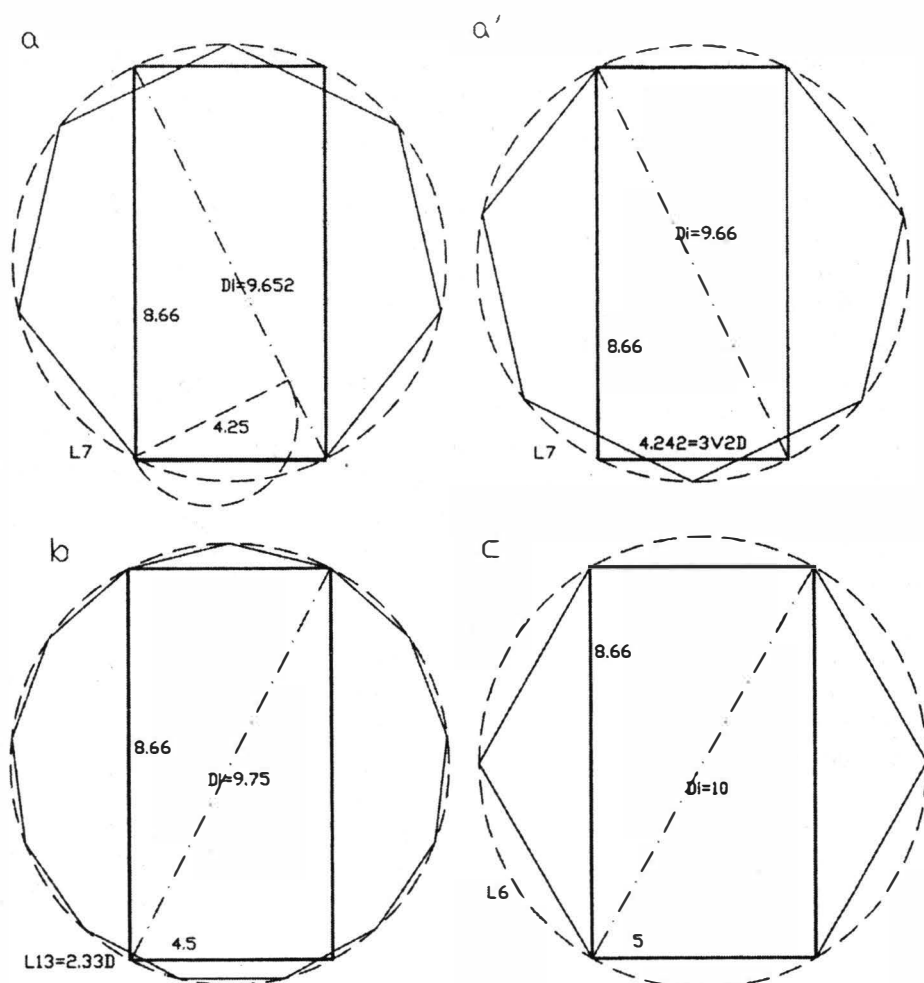 a
Di=9.652
8.66
4.25
L7
a'
Di=9.66
8.66
4.242=3V2D
L7
b
8.66
Di=9.75
4.5
L13=2.33D
c
8.66
Di=10
L6
5